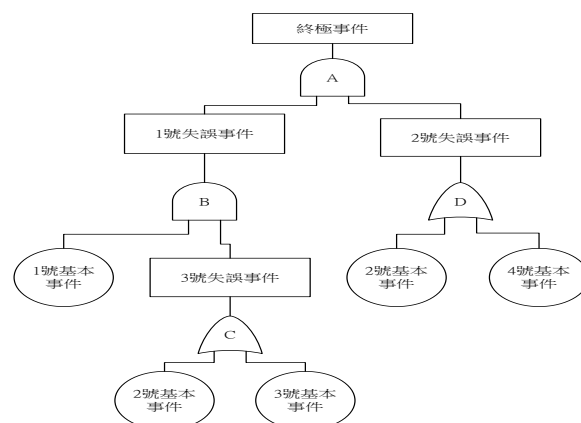 終極事件
A
1號失誤事件
2號失誤事件
B
D
1號基本
事件
3號失誤事件
2號基本
事件
4號基本
事件
C
2號基本
事件
3號基本
事件